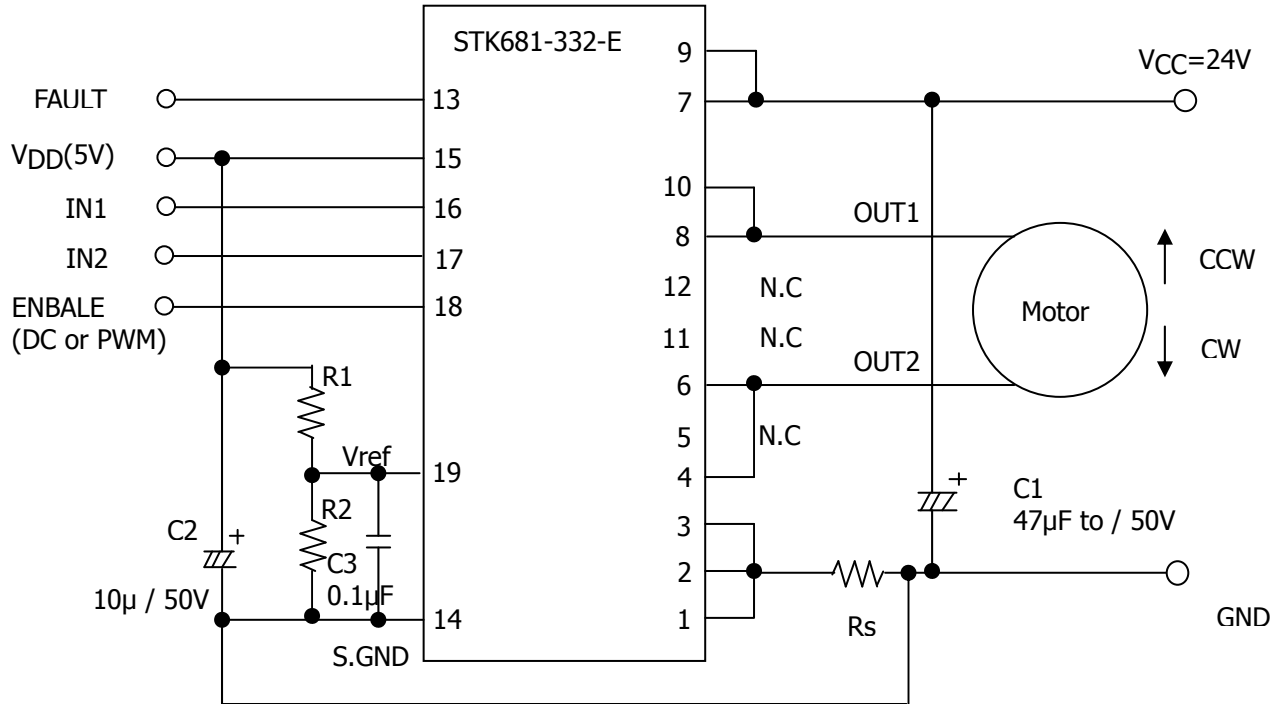 STK681-332-E
9
VCC=24V
FAULT
13
7
VDD(5V)
15
10
IN1
16
OUT1
8
IN2
17
CCW
12
N.C
ENBALE
18
Motor
(DC or PWM)
11
N.C
CW
OUT2
R1
6
5
N.C
Vref
19
4
R2
+
C1
C2
+
3
47µF to / 50V
C3
2
10µ / 50V
0.1µF
14
1
Rs
GND
S.GND